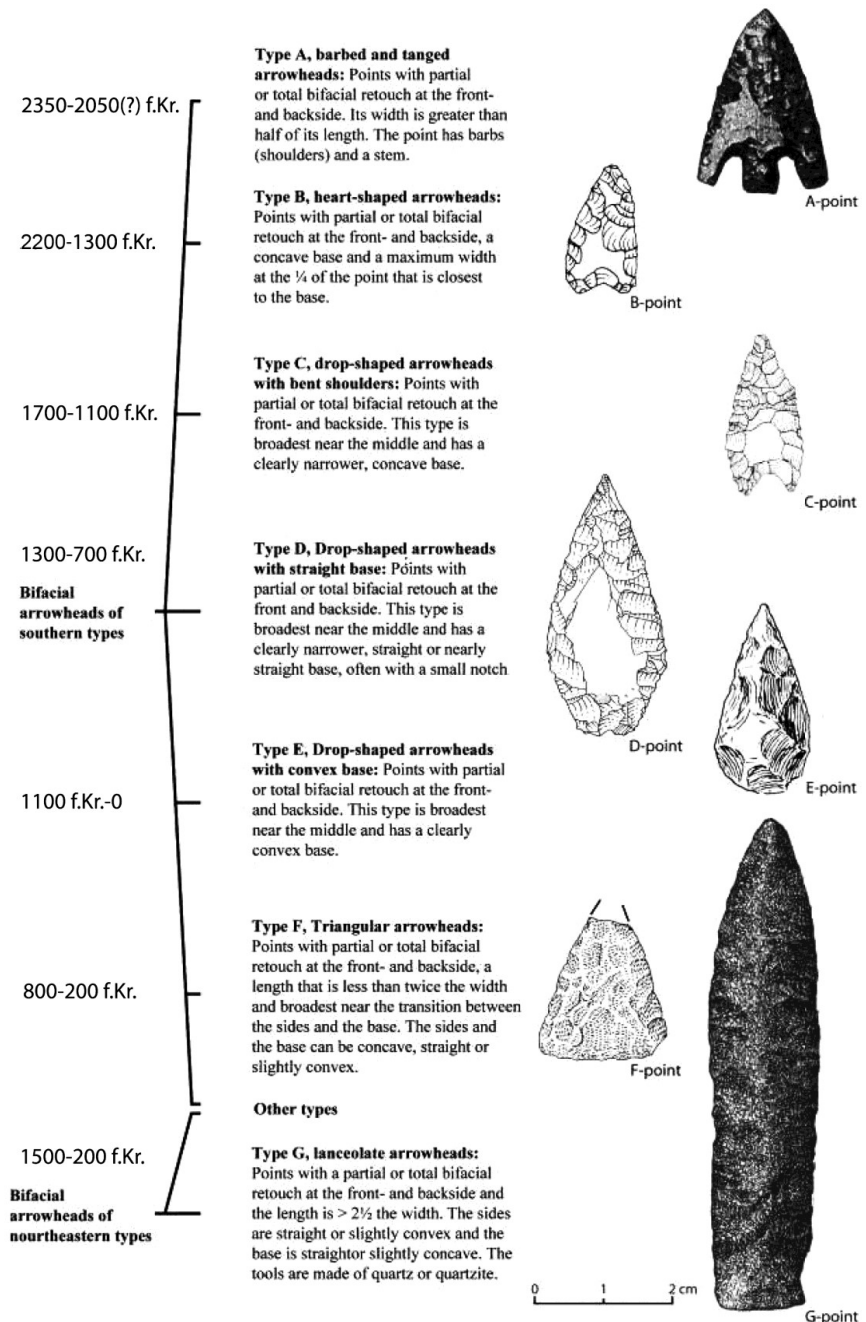 2350-2050(?) f.Kr.
Type A, barbed and tanged
arrowheads: Points with partial
or total bifacial retouch at the front-
and backside. Its width is greater than
half of its length. The point has barbs
(shoulders) and a stem.
A-point
2200-1300 f.Kr.
Type B, heart-shaped arrowheads:
Points with partial or total bifacial
retouch at the front- and backside, a
concave base and a maximum width
at the ¼ of the point that is closest
to the base.
B-point
1700-1100 f.Kr.
Type C, drop-shaped arrowheads
with bent shoulders: Points with
partial or total bifacial retouch at the
front- and backside. This type is
broadest near the middle and has a
clearly narrower, concave base.
C-point
1300-700 f.Kr.
Bifacial
arrowheads of
southern types
Type D, Drop-shaped arrowheads
with straight base: Points with
partial or total bifacial retouch at the
front and backside. This type is
broadest near the middle and has a
clearly narrower, straight or nearly
straight base, often with a small notch
D-point
1100 f.Kr.-0
Type E, Drop-shaped arrowheads
with convex base: Points with partial
or total bifacial retouch at the front-
and backside. This type is broadest
near the middle and has a clearly
convex base.
E-point
800-200 f.Kr.
Type F, Triangular arrowheads:
Points with partial or total bifacial
retouch at the front- and backside, a
length that is less than twice the width
and broadest near the transition between
the sides and the base. The sides and
the base can be concave, straight or
slightly convex.
F-point
Other types
1500-200 f.Kr.
Bifacial
arrowheads of
nourtheastern types
Type G, lanceolate arrowheads:
Points with a partial or total bifacial
retouch at the front- and backside and
the length is > 2½ the width. The sides
are straight or slightly convex and the
base is straightor slightly concave. The
tools are made of quartz or quartzite.
0 1 2 cm
G-point